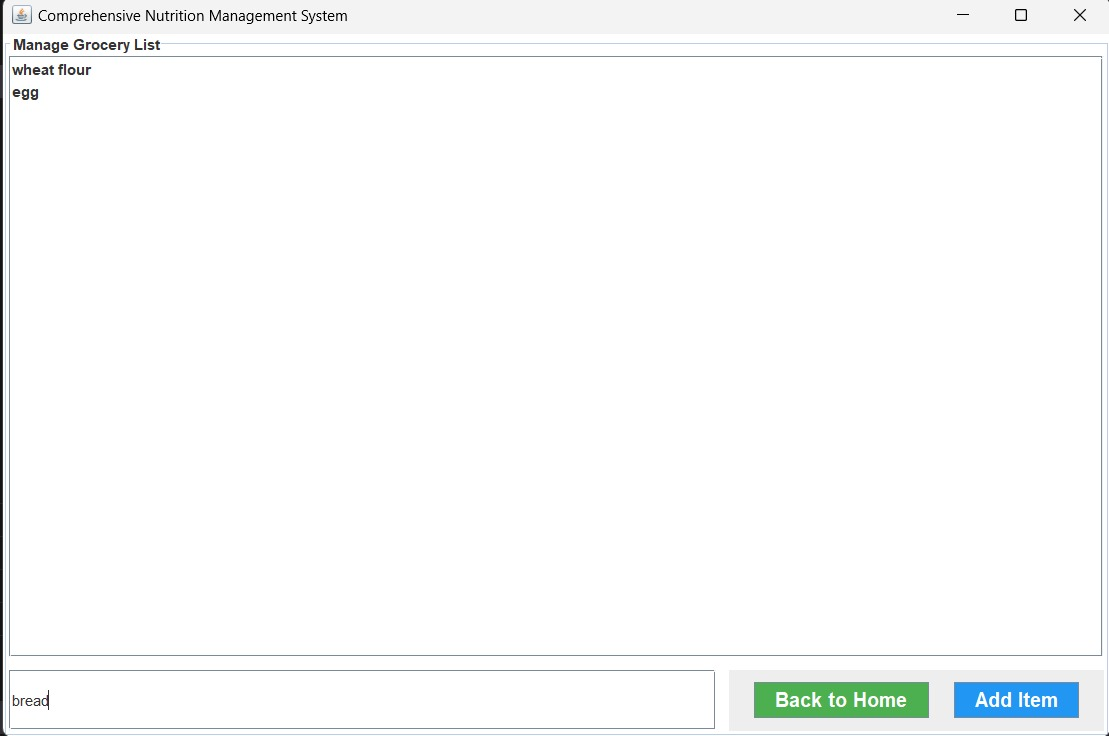 Comprehensive Nutrition Management System
Manage Grocery List
wheat flour
egg
bread
Back to Home
Add Item